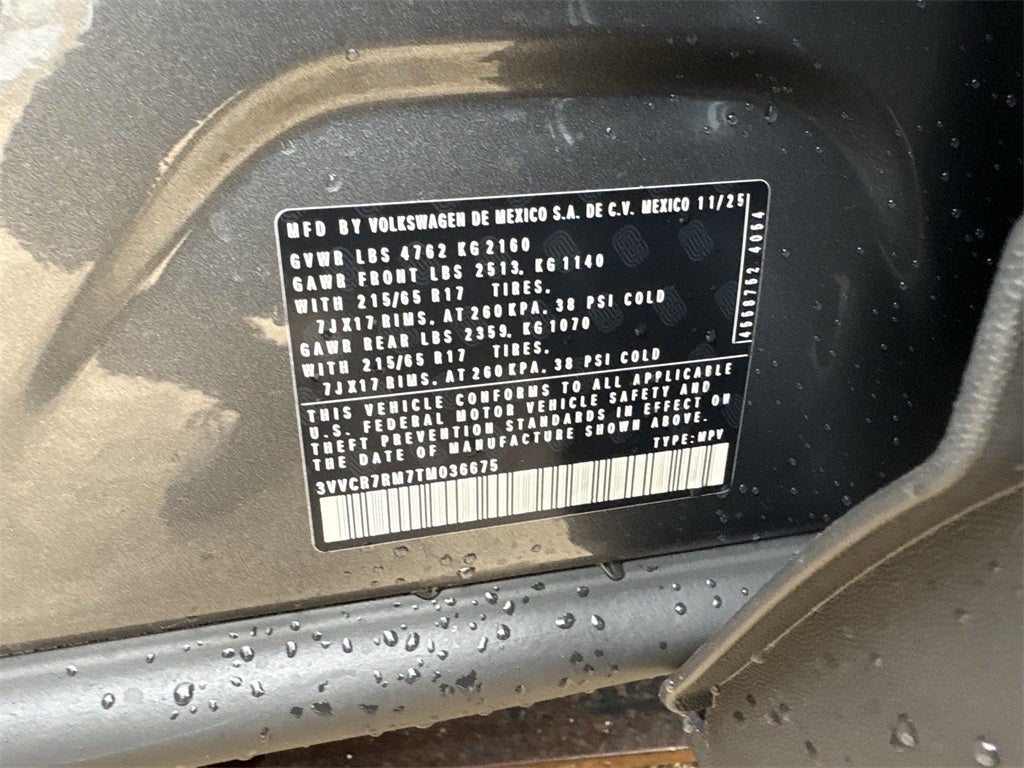 MFD BY VOLKSWAGEN DE MEXICO S.A. DE C.V. MEXICO 11/25
GVWR LBS 4762 KG 2160
GAWR FRONT LBS 2513, KG 1140
WITH 215/65 R17 TIRES.
7JX17 RIMS, AT 260 KPA, 38 PSI COLD
GAWR REAR LBS 2359, KG 1070
WITH 215/65 R17 TIRES.
7JX17 RIMS, AT 260 KPA, 38 PSI COLD
4550752 4054
THIS VEHICLE CONFORMS TO ALL APPLICABLE
U.S. FEDERAL MOTOR VEHICLE SAFETY AND
THEFT PREVENTION STANDARDS IN EFFECT ON
THE DATE OF MANUFACTURE SHOWN ABOVE.
TYPE: MPV
3VVCR7RM7TM036675